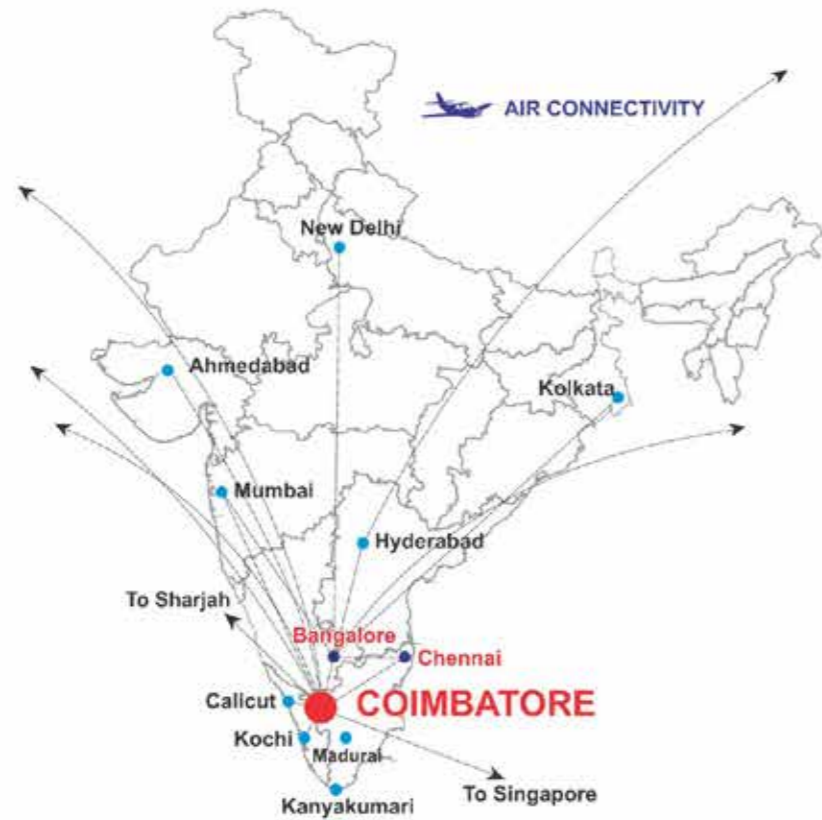 AIR CONNECTIVITY
New Delhi
Ahmedabad
Kolkata
Mumbai
Hyderabad
To Sharjah
Bangalore
Chennai
Calicut
COIMBATORE
Kochi
Madurai
To Singapore
Kanyakumari